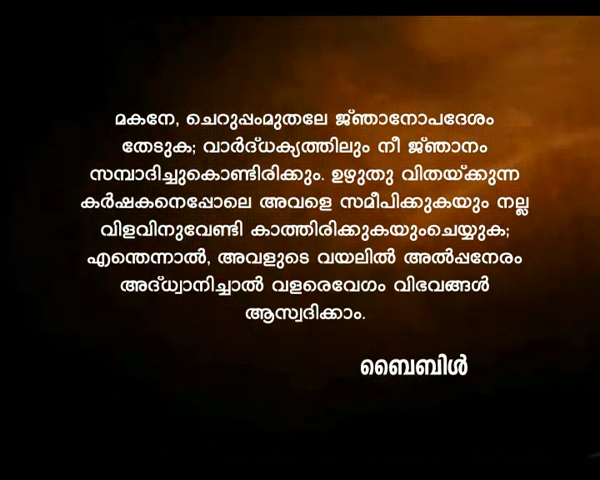 മകനേ, ചെറുപ്പംമുതലേ ജ്ഞാനോപദേശം
തേടുക; വാർദ്ധക്യത്തിലും നീ ജ്ഞാനം
സമ്പാദിച്ചുകൊണ്ടിരിക്കും. ഉഴുതു വിതയ്ക്കുന്ന
കർഷകനെപ്പോലെ അവളെ സമീപിക്കുകയും നല്ല
വിളവിനുവേണ്ടി കാത്തിരിക്കുകയുംചെയ്യുക;
എന്തെന്നാൽ, അവളുടെ വയലിൽ അൽപ്പനേരം
അദ്ധ്വാനിച്ചാൽ വളരെവേഗം വിഭവങ്ങൾ
ആസ്വദിക്കാം.
ബൈബിൾ